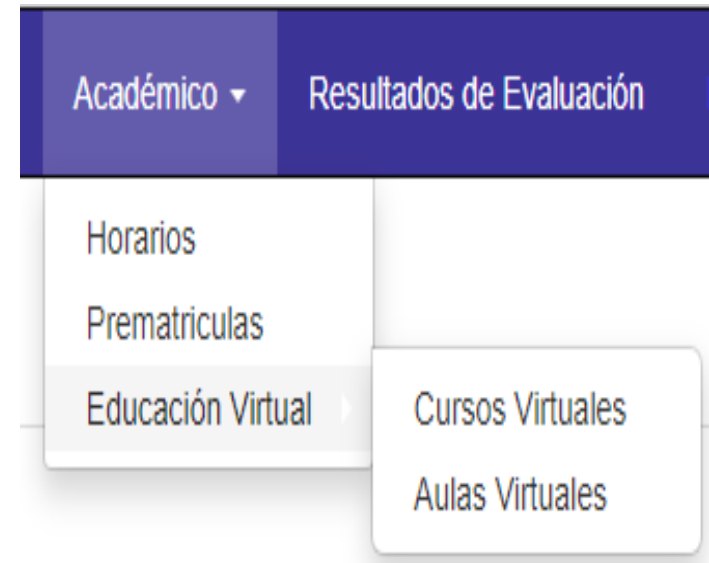 Académico Resultados de Evaluación
Horarios
Prematriculas
Educación Virtual
Cursos Virtuales
Aulas Virtuales